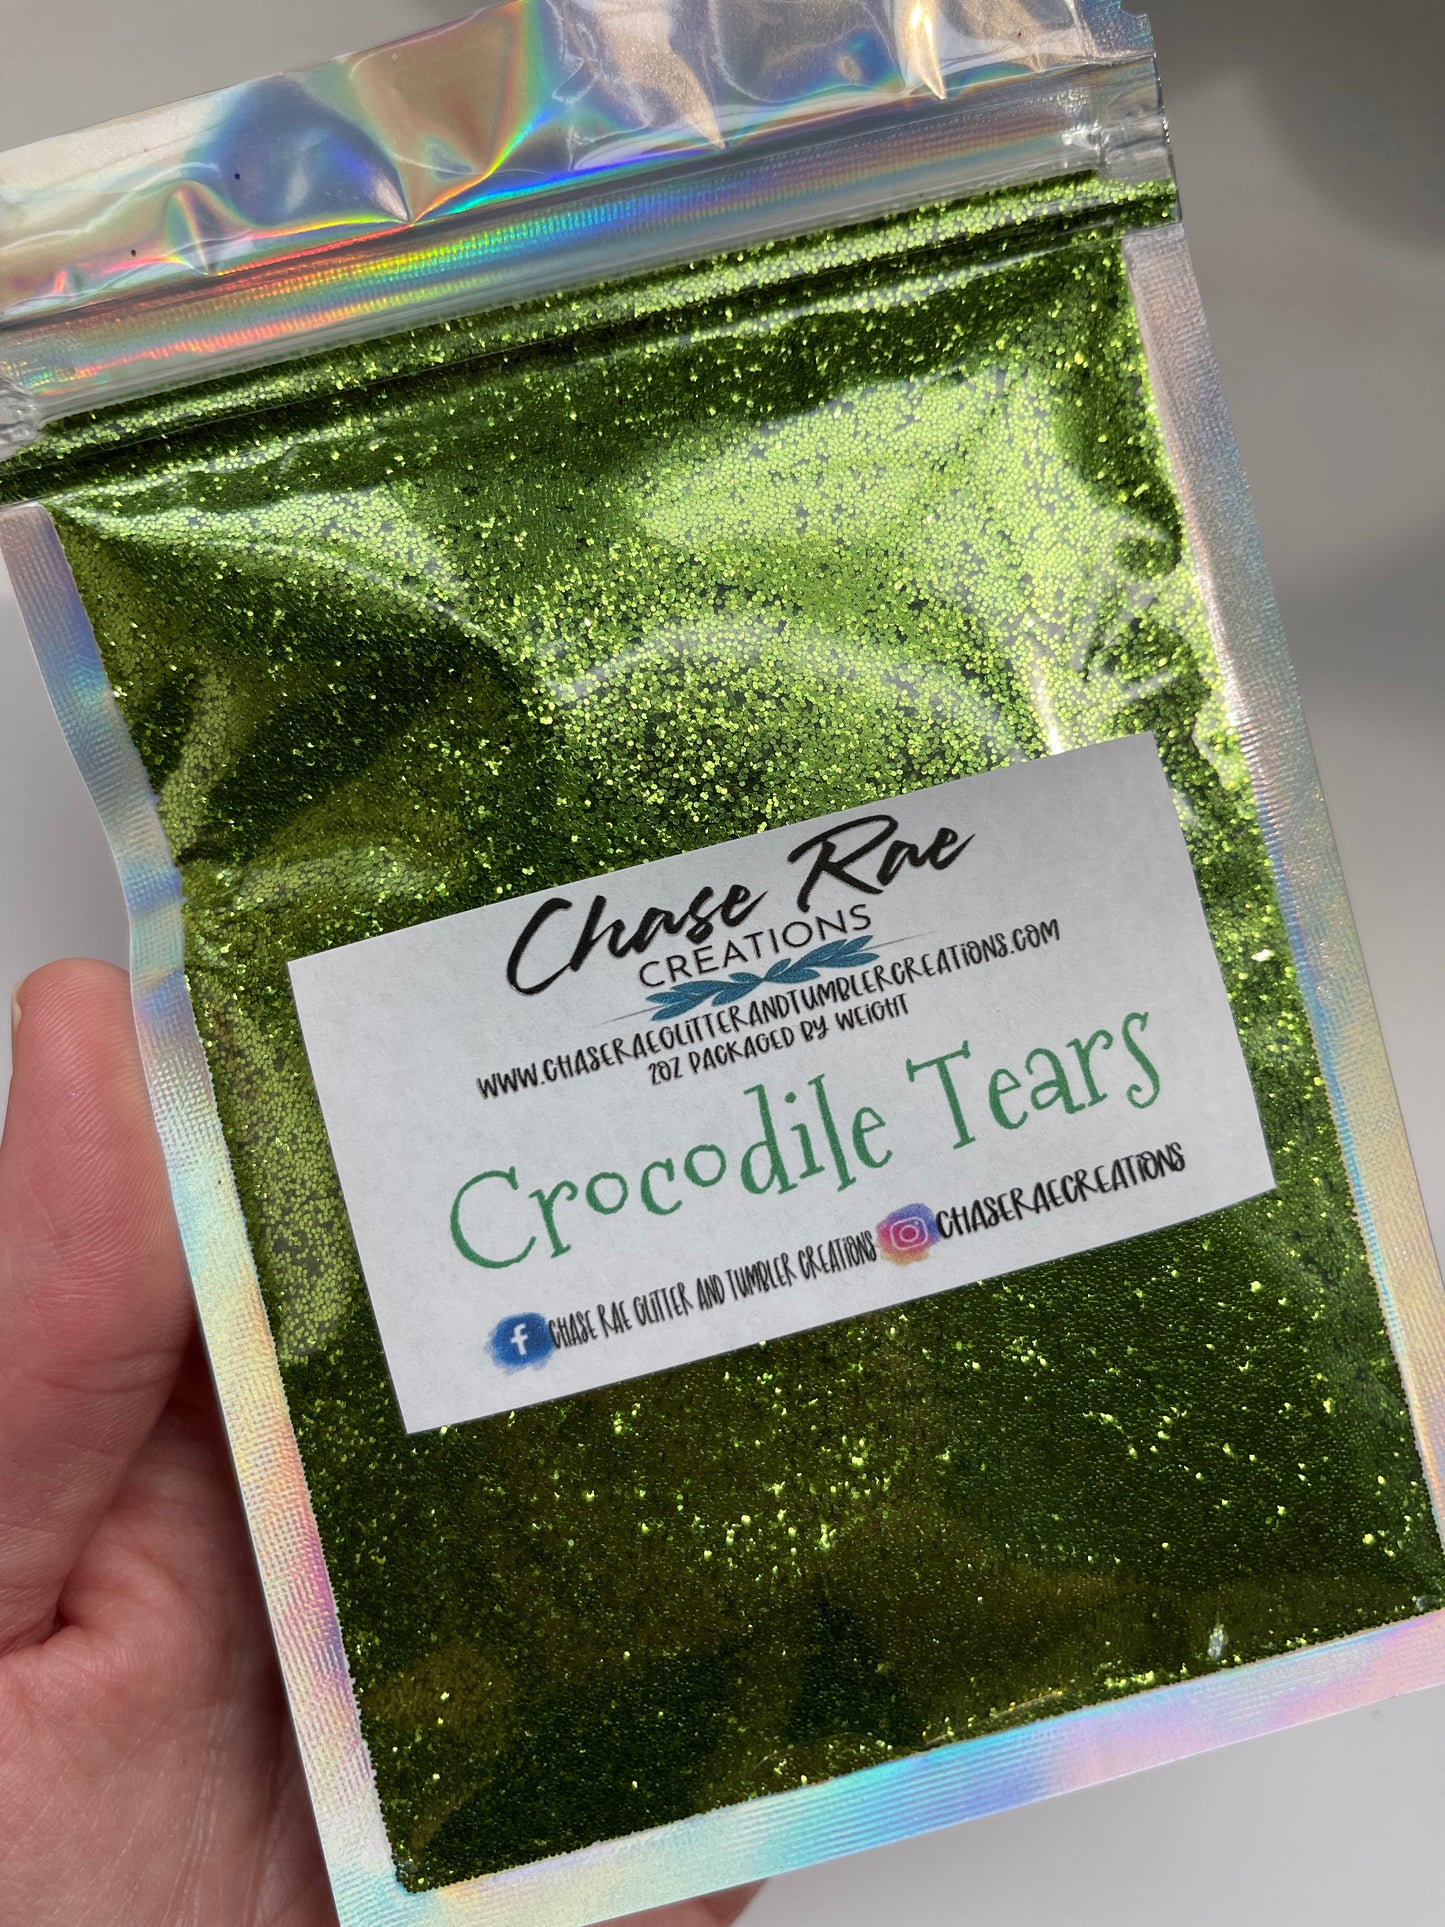 Chase Rae
CREATIONS
WWW.CHASERAEGLITTERANDTUMBLERCREATIONS.COM
2OZ PACKAGED BY WEIGHT
Crocodile Tears
f CHASE RAE GLITTER AND TUMBLER CREATIONS CHASERAECREATIONS